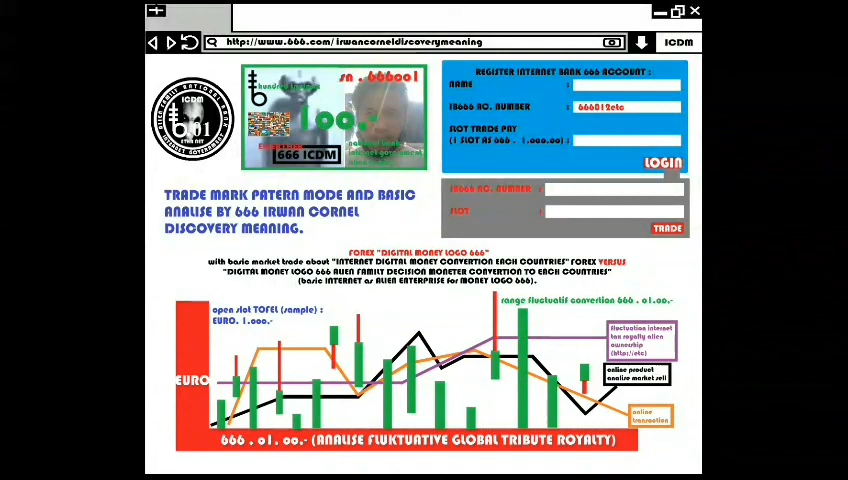 http://www.666.com/irwancorneldiscoverymeaning
ICDM
ICDM
01
sn . 666001
100.-
666 ICDM
REGISTER INTERNET BANK 666 ACCOUNT :
NAME :
IB666 AC. NUMBER : 666012etc
SLOT TRADE PAY
(1 SLOT AS 666 . 1.000.00) :
LOGIN
IB666 AC. NUMBER :
SLOT :
TRADE
TRADE MARK PATERN MODE AND BASIC
ANALISE BY 666 IRWAN CORNEL
DISCOVERY MEANING.
FOREX "DIGITAL MONEY LOGO 666"
with basic market trade about "INTERNET DIGITAL MONEY CONVERTION EACH COUNTRIES" FOREX VERSUS
"DIGITAL MONEY LOGO 666 ALIEN FAMILY DECISION MONETER CONVERTION TO EACH COUNTRIES"
(basic INTERNET as ALIEN ENTERPRISE for MONEY LOGO 666).
open slot TOFEL (sample) :
EURO. 1.000.-
range fluctuatif convertion 666 . 01.00.-
fluctuation internet
tax royalty alien
ownership
(http://etc)
online product
analise market sell
online
transaction
EURO
666 . 01 . 00.- (ANALISE FLUKTUATIVE GLOBAL TRIBUTE ROYALTY)